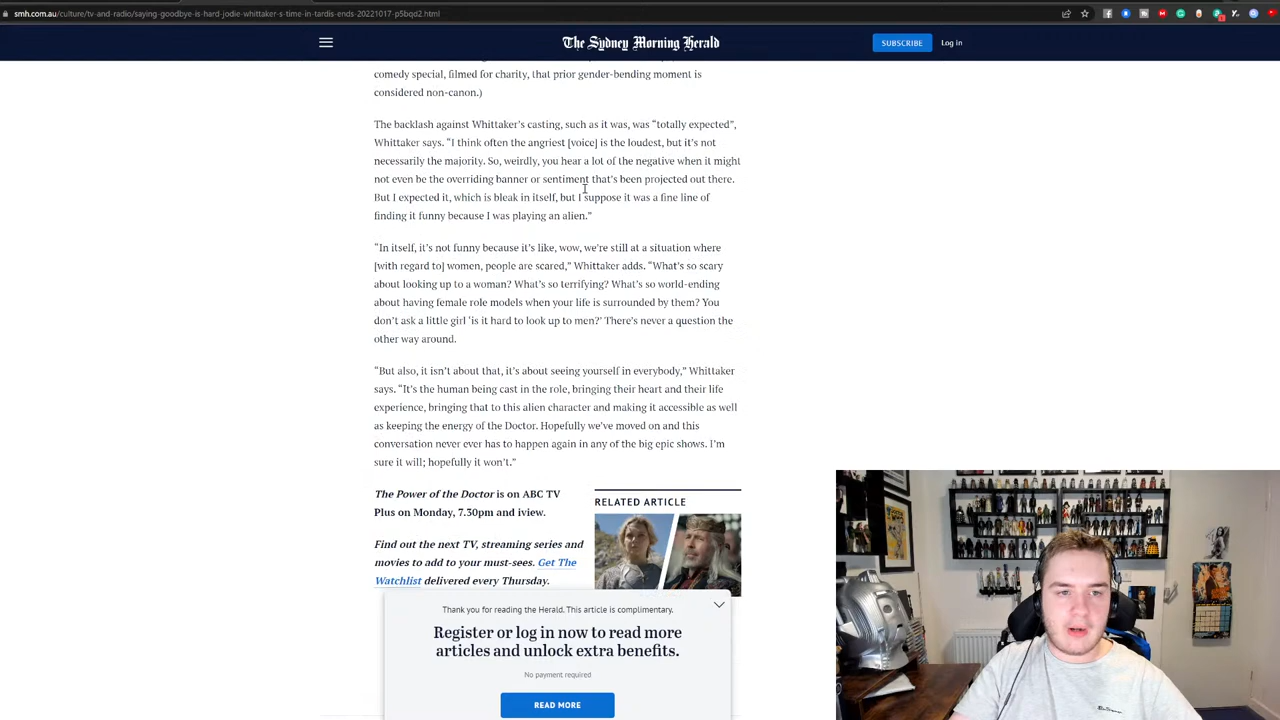 smh.com.au/culture/tv-and-radio/saying-goodbye-is-hard-jodie-whittaker-s-time-in-tardis-ends-20221017-p5bqd2.html
The Sydney Morning Herald
SUBSCRIBE
Log in
comedy special, filmed for charity, that prior gender-bending moment is
considered non-canon.)
The backlash against Whittaker’s casting, such as it was, was “totally expected”,
Whittaker says. “I think often the angriest [voice] is the loudest, but it’s not
necessarily the majority. So, weirdly, you hear a lot of the negative when it might
not even be the overriding banner or sentiment that’s been projected out there.
But I expected it, which is bleak in itself, but I suppose it was a fine line of
finding it funny because I was playing an alien.”
“In itself, it’s not funny because it’s like, wow, we’re still at a situation where
[with regard to] women, people are scared,” Whittaker adds. “What’s so scary
about looking up to a woman? What’s so terrifying? What’s so world-ending
about having female role models when your life is surrounded by them? You
don’t ask a little girl ‘is it hard to look up to men?’ There’s never a question the
other way around.
“But also, it isn’t about that, it’s about seeing yourself in everybody,” Whittaker
says. “It’s the human being cast in the role, bringing their heart and their life
experience, bringing that to this alien character and making it accessible as well
as keeping the energy of the Doctor. Hopefully we’ve moved on and this
conversation never ever has to happen again in any of the big epic shows. I’m
sure it will; hopefully it won’t.”
The Power of the Doctor is on ABC TV
Plus on Monday, 7.30pm and iview.
Find out the next TV, streaming series and
movies to add to your must-sees. Get The
Watchlist delivered every Thursday.
RELATED ARTICLE
Thank you for reading the Herald. This article is complimentary.
Register or log in now to read more
articles and unlock extra benefits.
No payment required
READ MORE